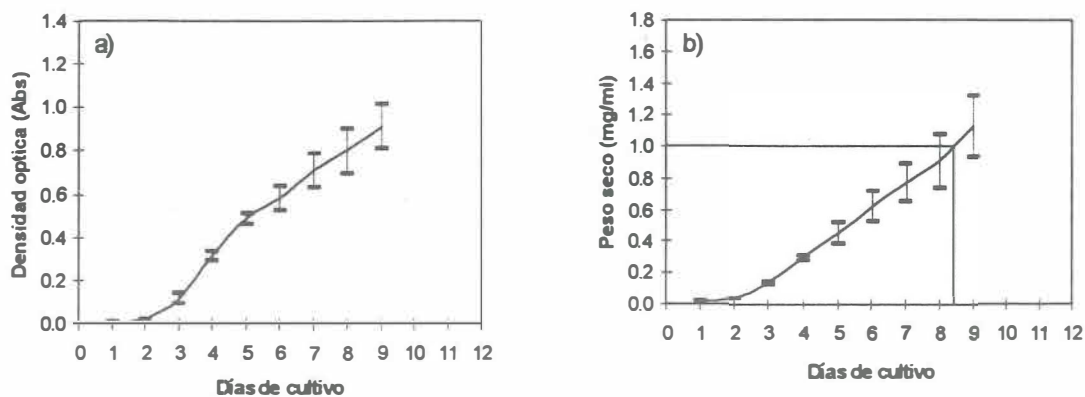 a)
Densidad optica (Abs)
1.4
1.2
1.0
0.8
0.6
0.4
0.2
0.0
0 1 2 3 4 5 6 7 8 9 10 11 12
Días de cultivo
b)
Peso seco (mg/ml)
1.8
1.6
1.4
1.2
1.0
0.8
0.6
0.4
0.2
0.0
0 1 2 3 4 5 6 7 8 9 10 11 12
Días de cultivo